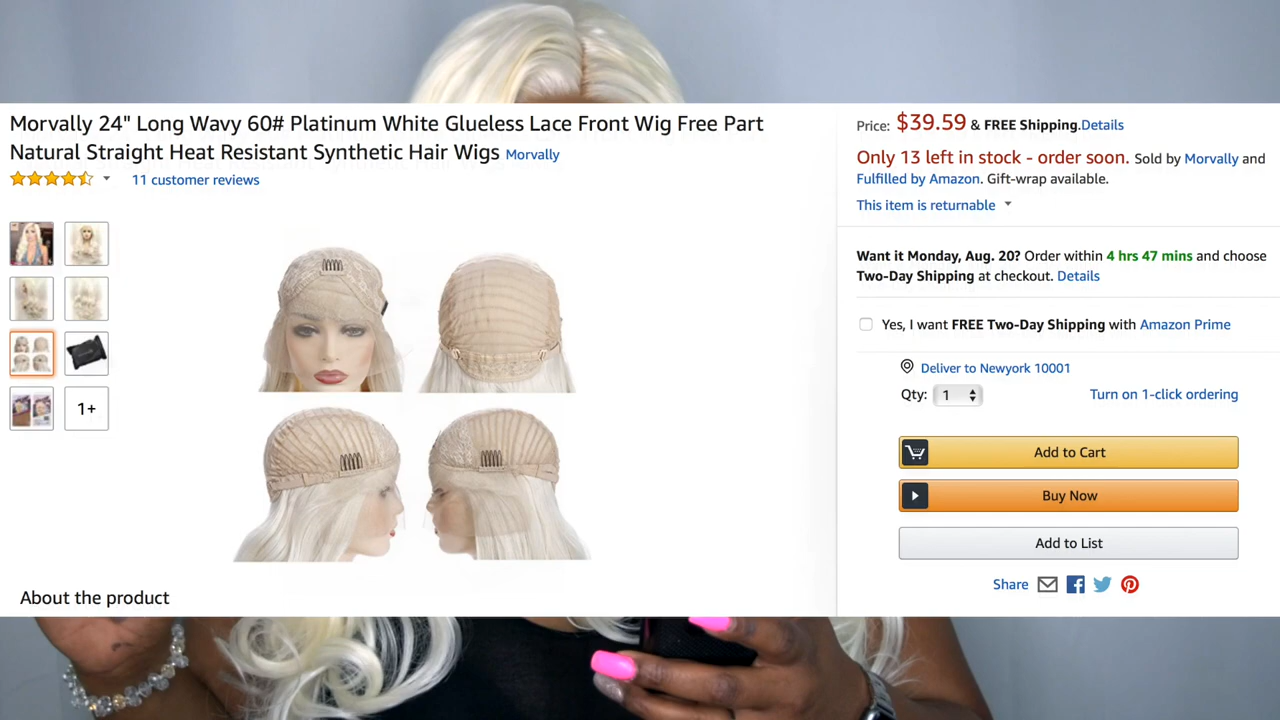 Morvally 24" Long Wavy 60# Platinum White Glueless Lace Front Wig Free Part
Natural Straight Heat Resistant Synthetic Hair Wigs Morvally
11 customer reviews
1+
About the product
Price: $39.59 & FREE Shipping.Details
Only 13 left in stock - order soon. Sold by Morvally and
Fulfilled by Amazon. Gift-wrap available.
This item is returnable
Want it Monday, Aug. 20? Order within 4 hrs 47 mins and choose
Two-Day Shipping at checkout. Details
Yes, I want FREE Two-Day Shipping with Amazon Prime
Deliver to Newyork 10001
Qty: 1 Turn on 1-click ordering
Add to Cart
Buy Now
Add to List
Share